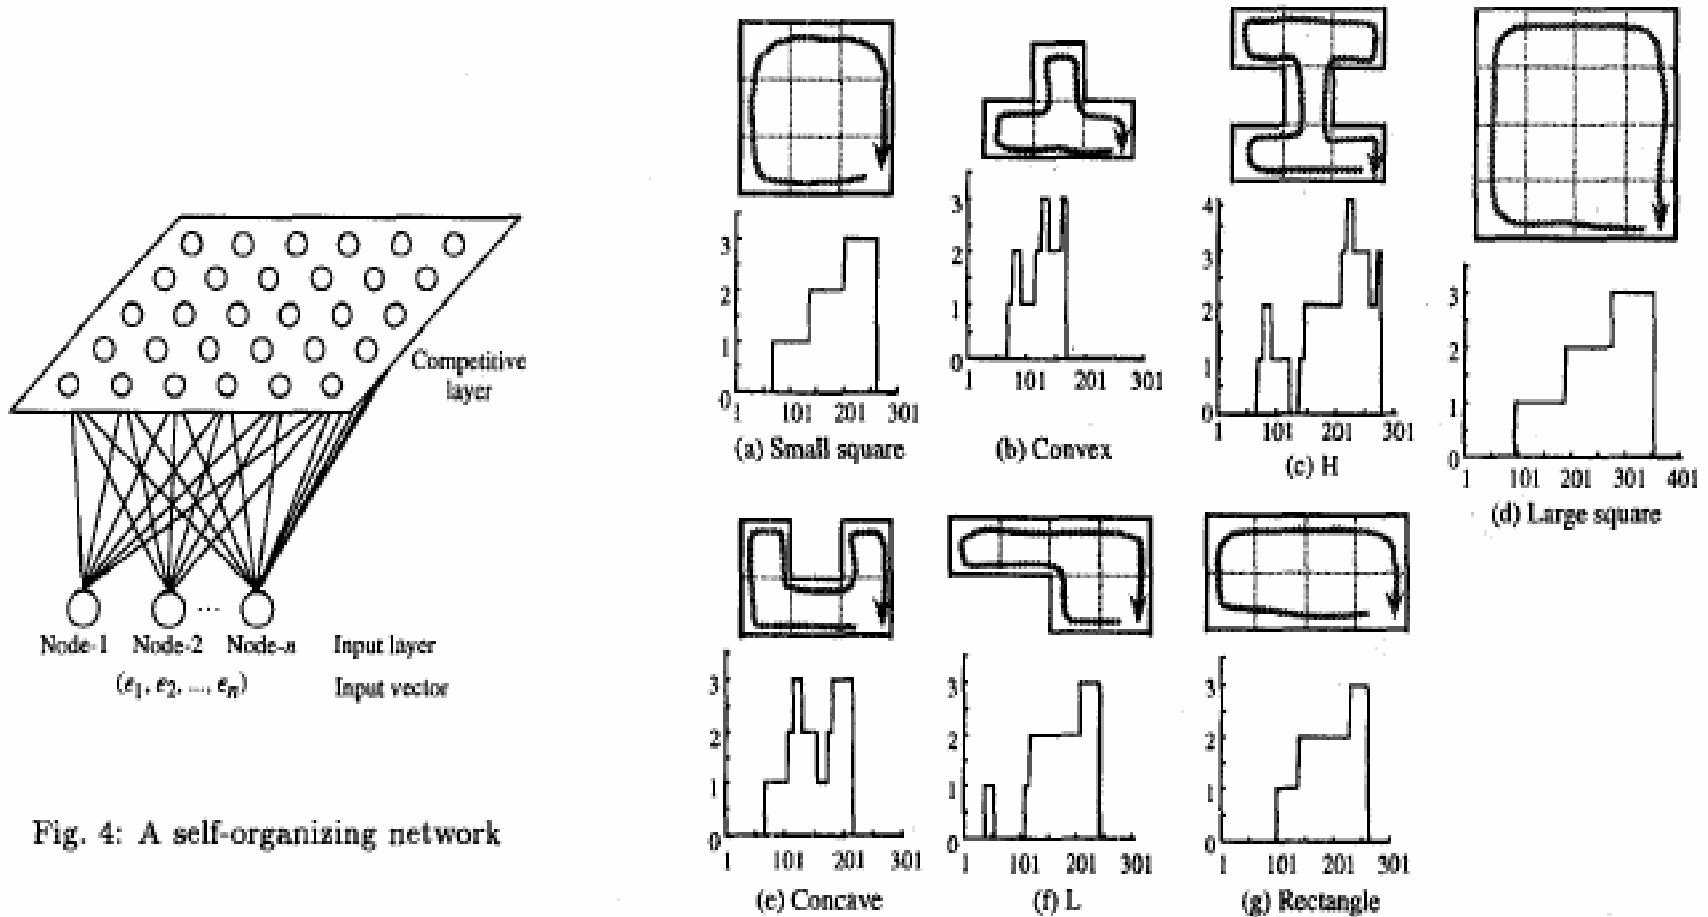 Competitive
layer
Node-1 Node-2 ... Node-n Input layer
(e1, e2, ..., en) Input vector
Fig. 4: A self-organizing network
3
2
1
0
1 101 201 301
(a) Small square
3
2
1
0
1 101 201 301
(b) Convex
4
3
2
1
0
1 101 201 301
(c) H
3
2
1
0
1 101 201 301 401
(d) Large square
3
2
1
0
1 101 201 301
(e) Concave
3
2
1
0
1 101 201 301
(f) L
3
2
1
0
1 101 201 301
(g) Rectangle